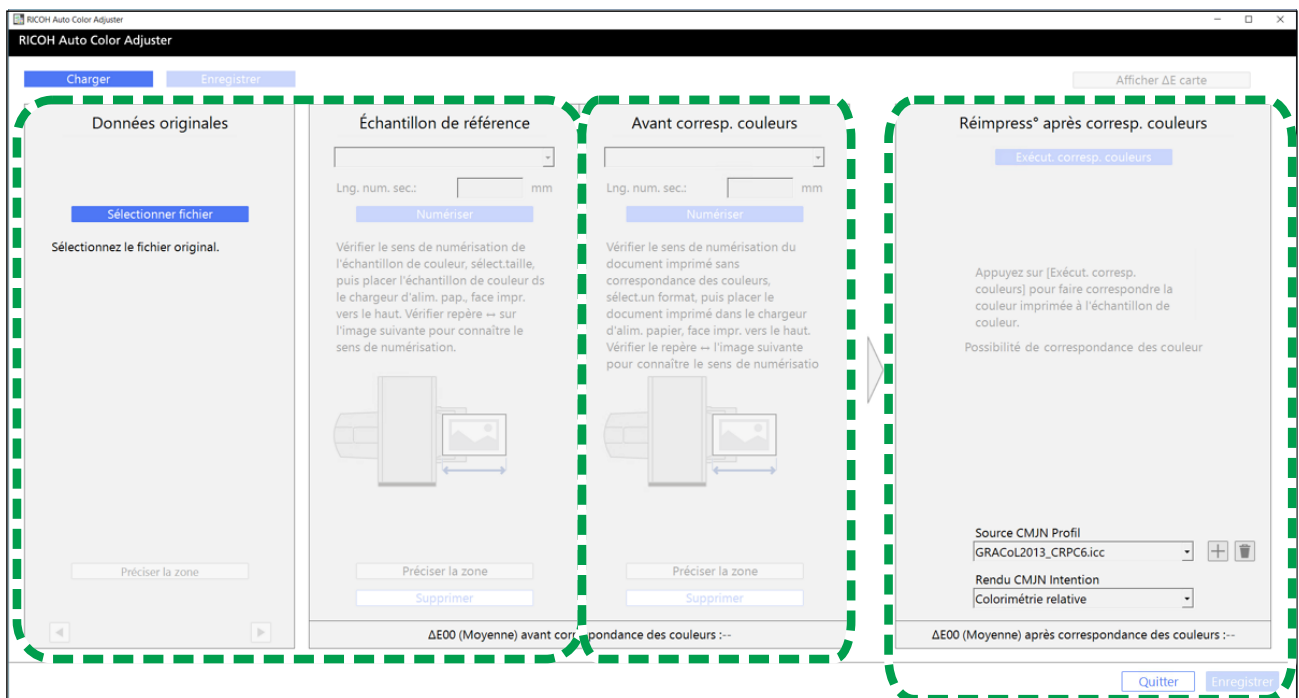 RICOH Auto Color Adjuster
RICOH Auto Color Adjuster
Charger
Enregistrer
Afficher ΔE carte
Données originales
Sélectionner fichier
Sélectionnez le fichier original.
Préciser la zone
Échantillon de référence
Lng. num. sec.:
mm
Numériser
Vérifier le sens de numérisation de
l'échantillon de couleur, sélect.taille,
puis placer l'échantillon de couleur ds
le chargeur d'alim. pap., face impr.
vers le haut. Vérifier repère ↔ sur
l'image suivante pour connaître le
sens de numérisation.
Préciser la zone
Supprimer
Avant corresp. couleurs
Lng. num. sec.:
mm
Numériser
Vérifier le sens de numérisation du
document imprimé sans
correspondance des couleurs,
sélect.un format, puis placer le
document imprimé dans le chargeur
d'alim. papier, face impr. vers le haut.
Vérifier le repère ↔ l'image suivante
pour connaître le sens de numérisatio
Préciser la zone
Supprimer
ΔE00 (Moyenne) avant correspondance des couleurs :--
Réimpress° après corresp. couleurs
Exécut. corresp. couleurs
Appuyez sur [Exécut. corresp.
couleurs] pour faire correspondre la
couleur imprimée à l'échantillon de
couleur.
Possibilité de correspondance des couleur
Source CMJN Profil
GRACoL2013_CRPC6.icc
Rendu CMJN Intention
Colorimétrie relative
ΔE00 (Moyenne) après correspondance des couleurs :--
Quitter
Enregistrer